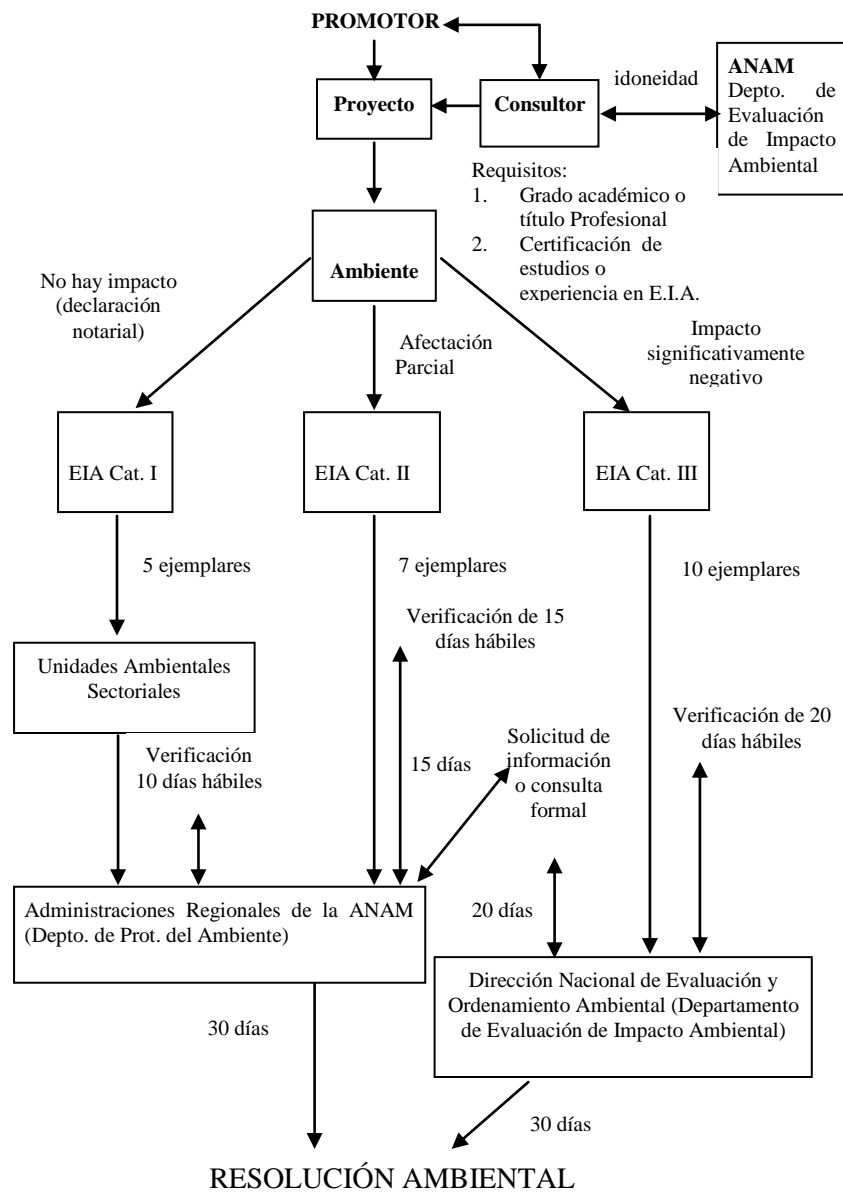 PROMOTOR
idoneidad
ANAM
Depto. de
Evaluación
de Impacto
Ambiental
Proyecto
Consultor
Requisitos:
1. Grado académico o
título Profesional
2. Certificación de
estudios o
experiencia en E.I.A.
Ambiente
No hay impacto
(declaración
notarial)
Afectación
Parcial
Impacto
significativamente
negativo
EIA Cat. I
EIA Cat. II
EIA Cat. III
5 ejemplares
7 ejemplares
10 ejemplares
Verificación de 15
días hábiles
Unidades Ambientales
Sectoriales
Verificación
10 días hábiles
15 días
Solicitud de
información
o consulta
formal
Verificación de 20
días hábiles
Administraciones Regionales de la ANAM
(Depto. de Prot. del Ambiente)
20 días
Dirección Nacional de Evaluación y
Ordenamiento Ambiental (Departamento
de Evaluación de Impacto Ambiental)
30 días
30 días
RESOLUCIÓN AMBIENTAL